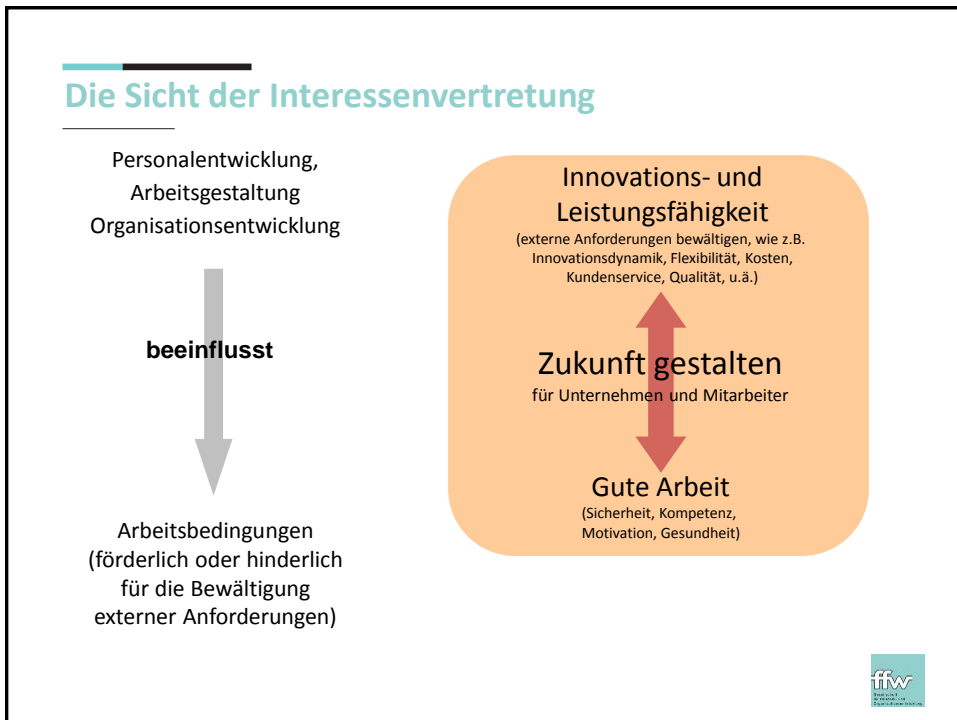 Die Sicht der Interessenvertretung
Personalentwicklung,
Arbeitsgestaltung
Organisationsentwicklung
beeinflusst
Arbeitsbedingungen
(förderlich oder hinderlich
für die Bewältigung
externer Anforderungen)
Innovations- und
Leistungsfähigkeit
(externe Anforderungen bewältigen, wie z.B.
Innovationsdynamik, Flexibilität, Kosten,
Kundenservice, Qualität, u.ä.)
Zukunft gestalten
für Unternehmen und Mitarbeiter
Gute Arbeit
(Sicherheit, Kompetenz,
Motivation, Gesundheit)
ffw